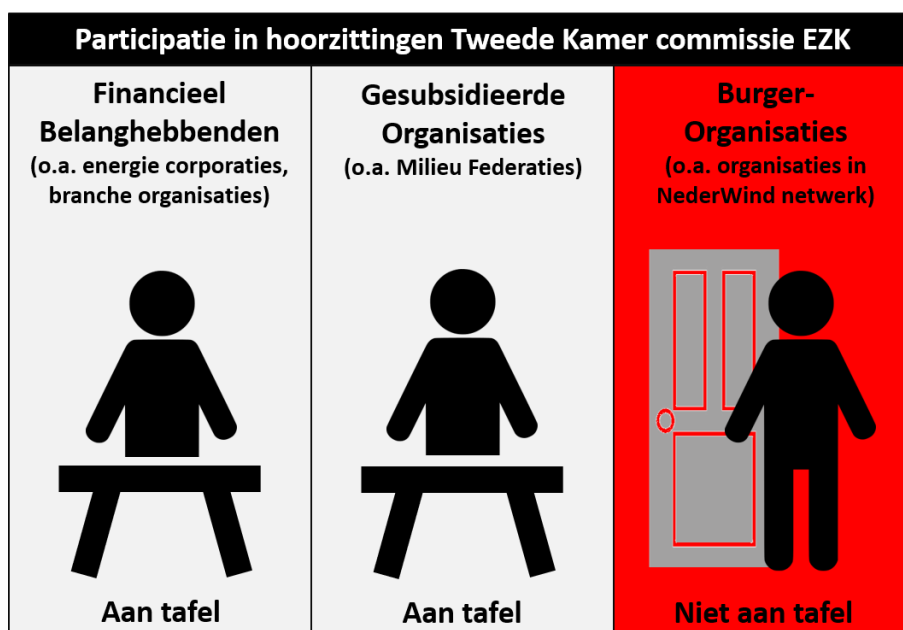 Participatie in hoorzittingen Tweede Kamer commissie EZK
Financieel
Belanghebbenden
(o.a. energie corporaties,
branche organisaties)
Aan tafel
Gesubsidieerde
Organisaties
(o.a. Milieu Federaties)
Aan tafel
Burger-
Organisaties
(o.a. organisaties in
NederWind netwerk)
Niet aan tafel